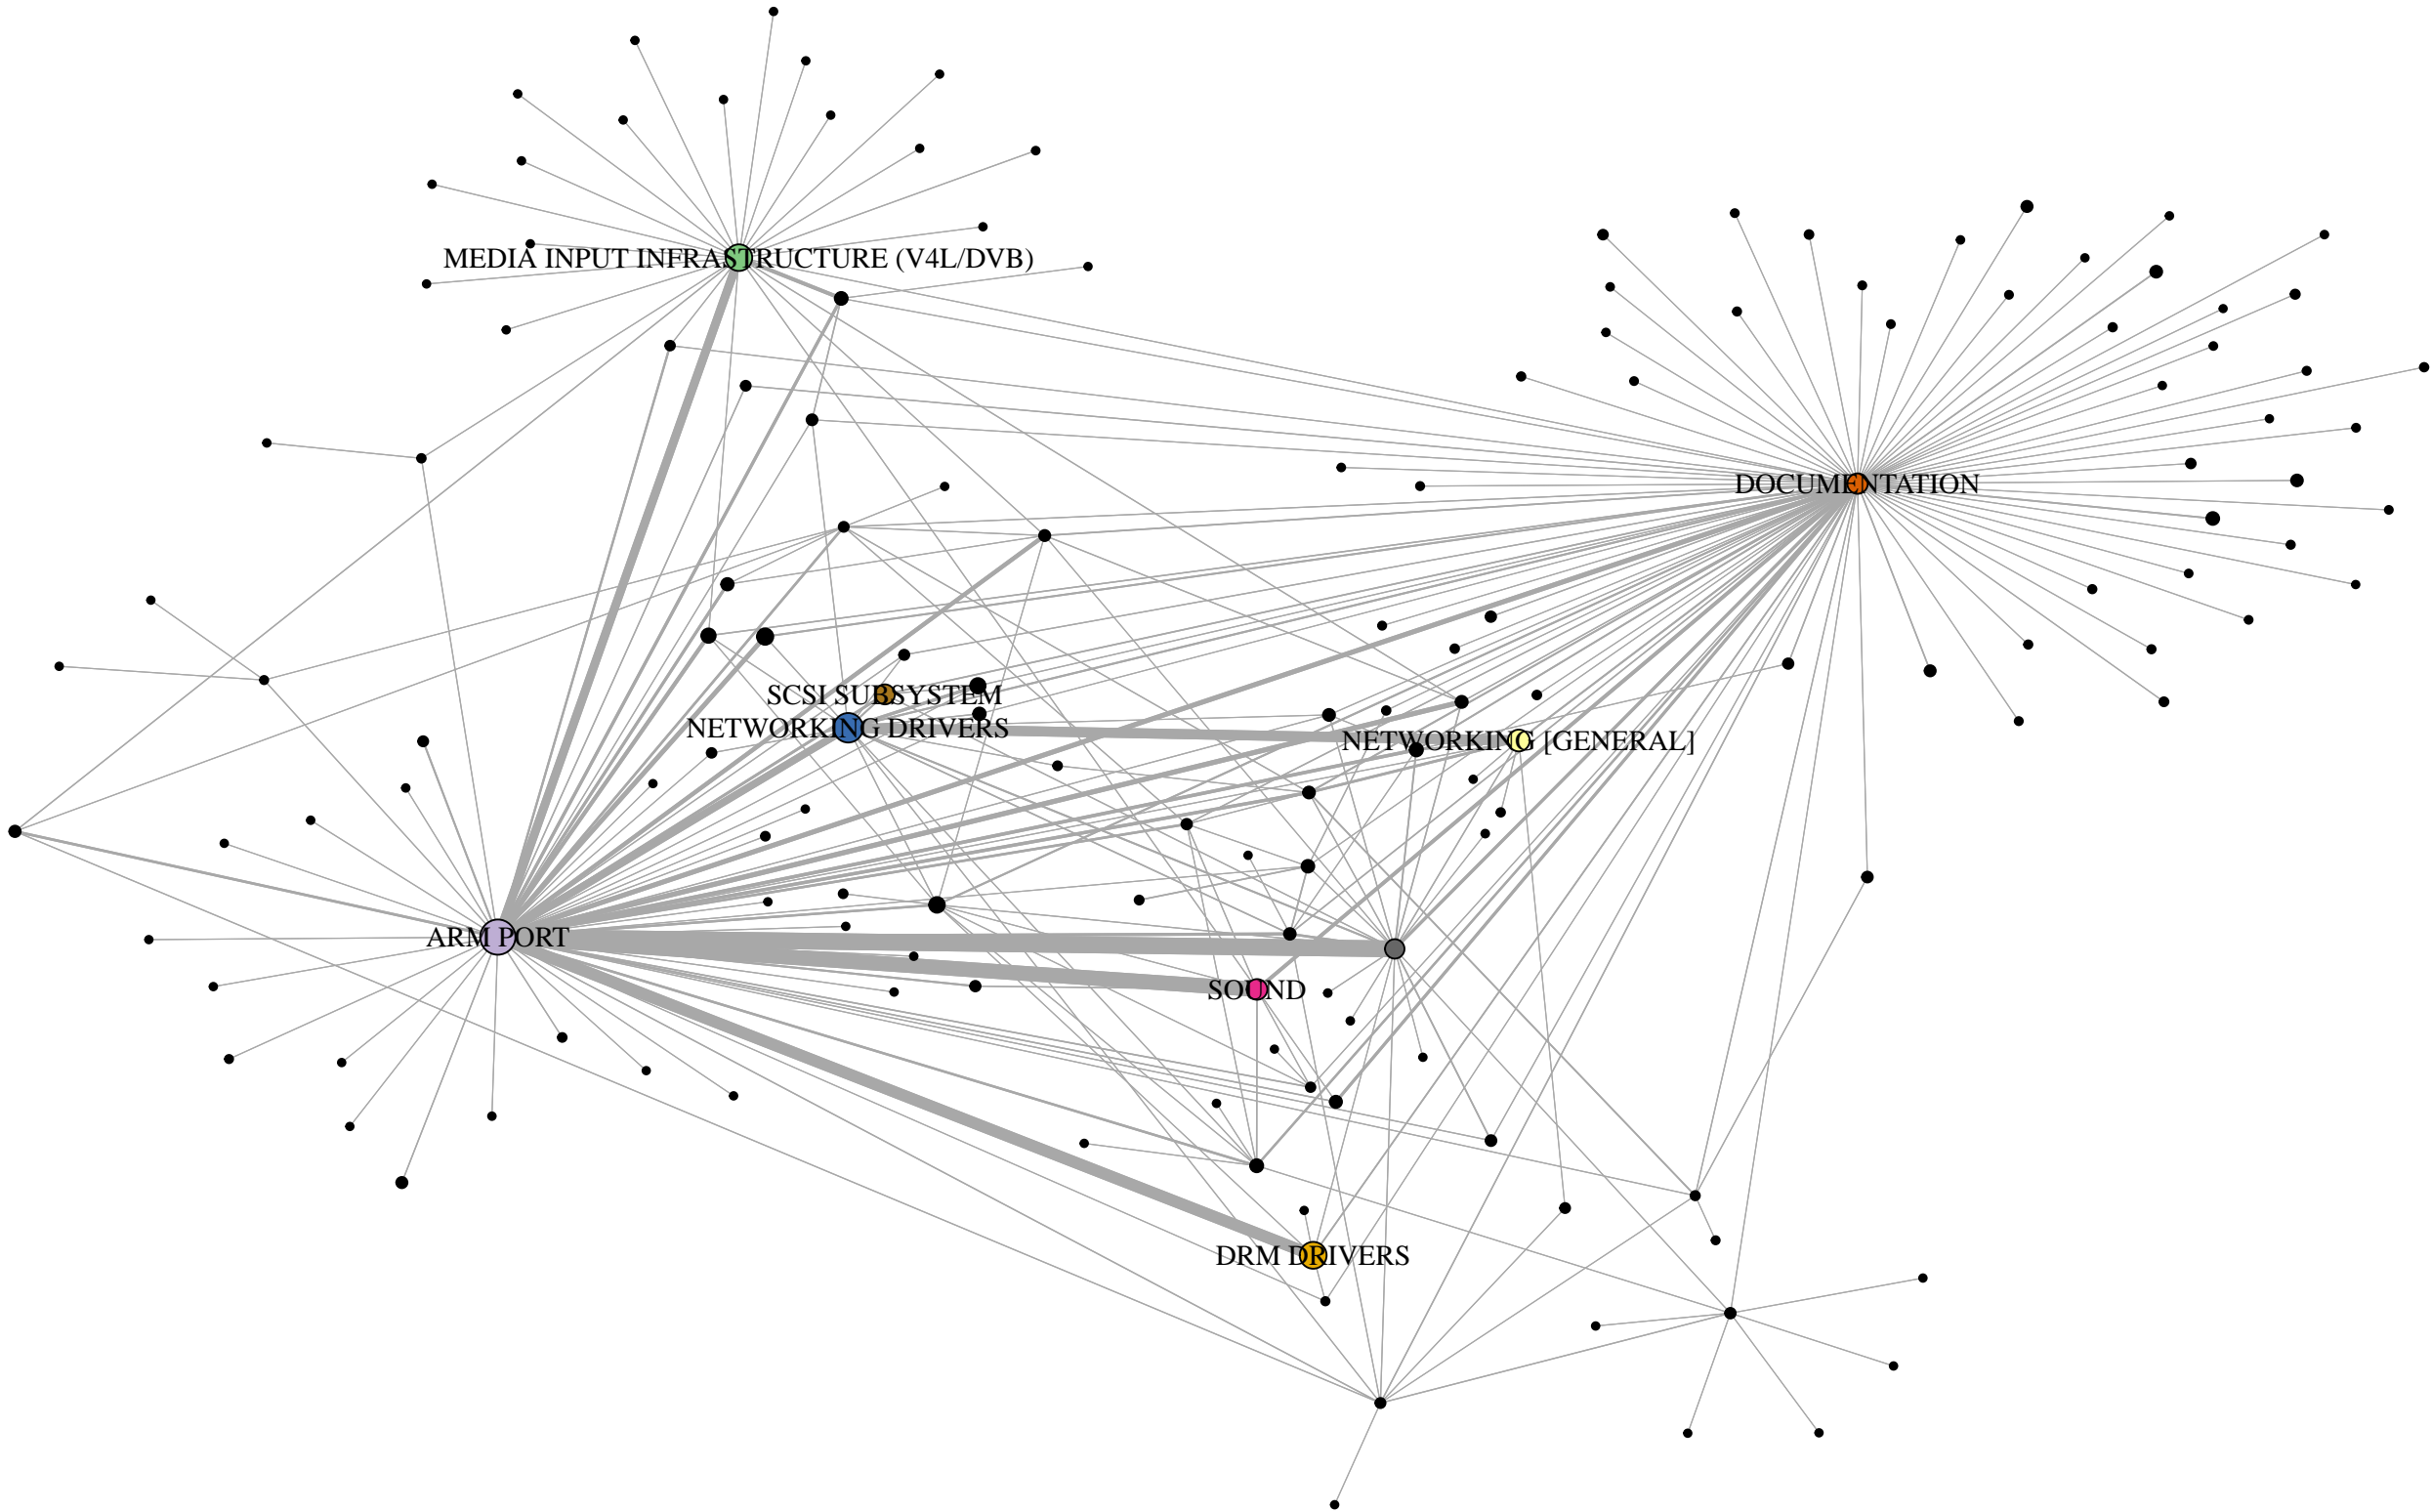 MEDIA INPUT INFRASTRUCTURE (V4L/DVB)
DOCUMENTATION
SCSI SUBSYSTEM
NETWORKING DRIVERS
NETWORKING [GENERAL]
ARM PORT
SOUND
DRM DRIVERS